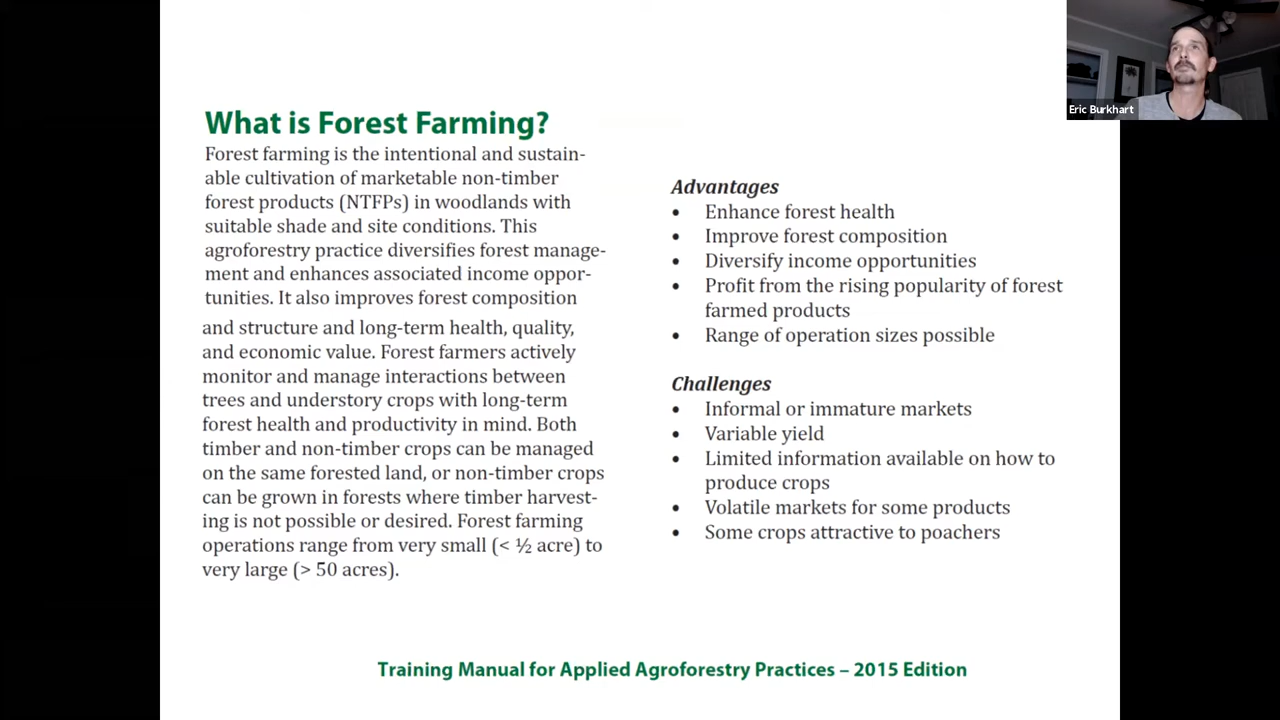 What is Forest Farming?
Forest farming is the intentional and sustain-
able cultivation of marketable non-timber
forest products (NTFPs) in woodlands with
suitable shade and site conditions. This
agroforestry practice diversifies forest manage-
ment and enhances associated income oppor-
tunities. It also improves forest composition
and structure and long-term health, quality,
and economic value. Forest farmers actively
monitor and manage interactions between
trees and understory crops with long-term
forest health and productivity in mind. Both
timber and non-timber crops can be managed
on the same forested land, or non-timber crops
can be grown in forests where timber harvest-
ing is not possible or desired. Forest farming
operations range from very small (< ½ acre) to
very large (> 50 acres).
Advantages
• Enhance forest health
• Improve forest composition
• Diversify income opportunities
• Profit from the rising popularity of forest
farmed products
• Range of operation sizes possible
Challenges
• Informal or immature markets
• Variable yield
• Limited information available on how to
produce crops
• Volatile markets for some products
• Some crops attractive to poachers
Training Manual for Applied Agroforestry Practices – 2015 Edition
Eric Burkhart